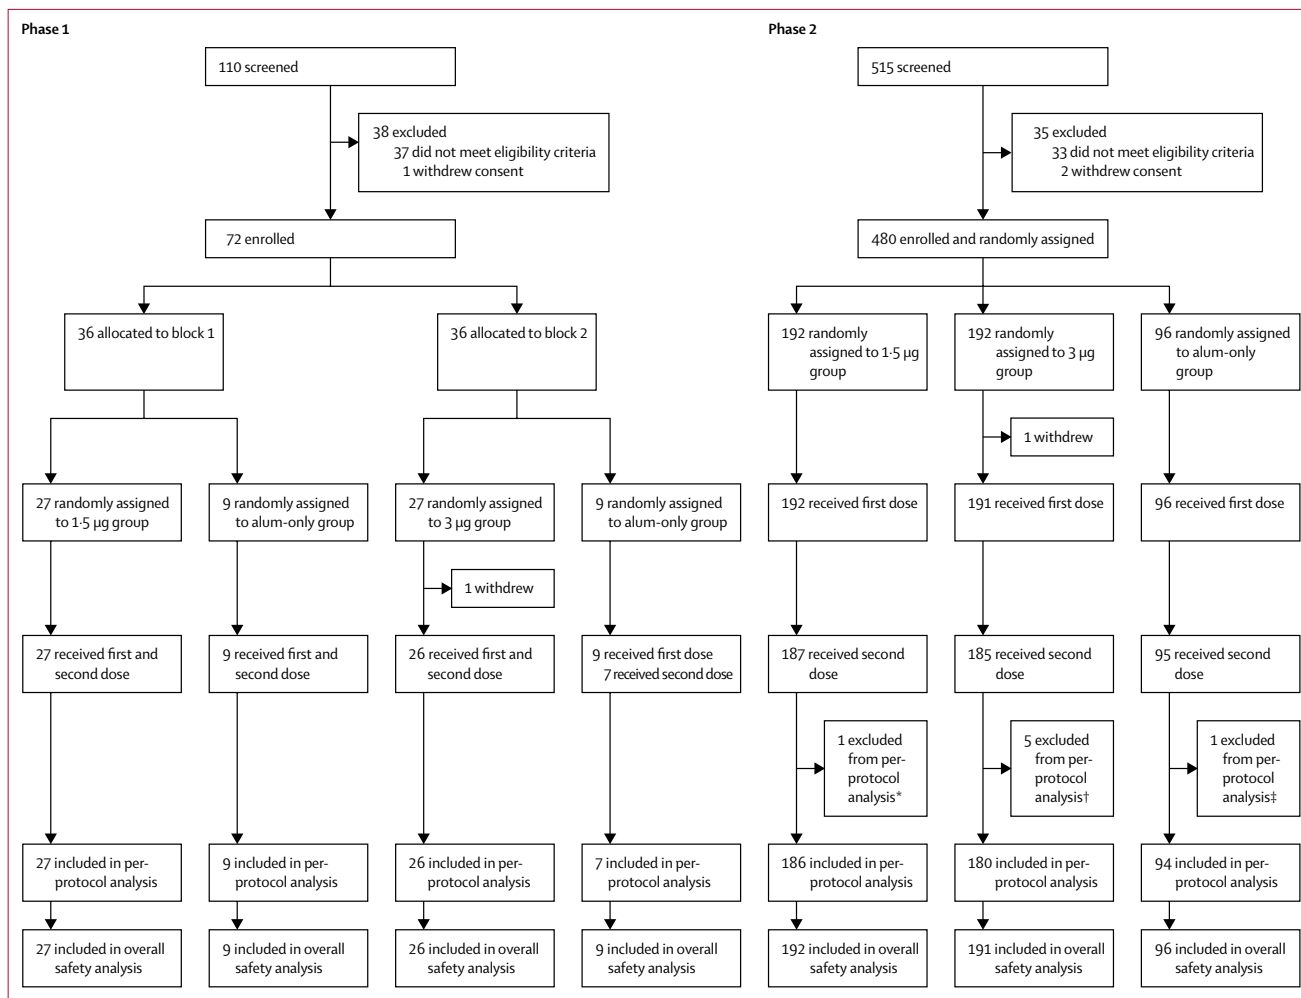 Phase 1
110 screened
38 excluded
37 did not meet eligibility criteria
1 withdrew consent
72 enrolled
36 allocated to block 1
36 allocated to block 2
27 randomly assigned
to 1·5 µg group
9 randomly assigned
to alum-only group
27 randomly assigned
to 3 µg group
9 randomly assigned
to alum-only group
1 withdrew
27 received first and
second dose
9 received first and
second dose
26 received first and
second dose
9 received first dose
7 received second dose
27 included in per-
protocol analysis
9 included in per-
protocol analysis
26 included in per-
protocol analysis
7 included in per-
protocol analysis
27 included in overall
safety analysis
9 included in overall
safety analysis
26 included in overall
safety analysis
9 included in overall
safety analysis
Phase 2
515 screened
35 excluded
33 did not meet eligibility criteria
2 withdrew consent
480 enrolled and randomly assigned
192 randomly
assigned to 1·5 µg
group
192 randomly
assigned to 3 µg
group
96 randomly assigned
to alum-only
group
1 withdrew
192 received first dose
191 received first dose
96 received first dose
187 received second
dose
185 received second
dose
95 received second
dose
1 excluded
from per-
protocol
analysis*
5 excluded
from per-
protocol
analysis†
1 excluded
from per-
protocol
analysis‡
186 included in per-
protocol analysis
180 included in per-
protocol analysis
94 included in per-
protocol analysis
192 included in overall
safety analysis
191 included in overall
safety analysis
96 included in overall
safety analysis